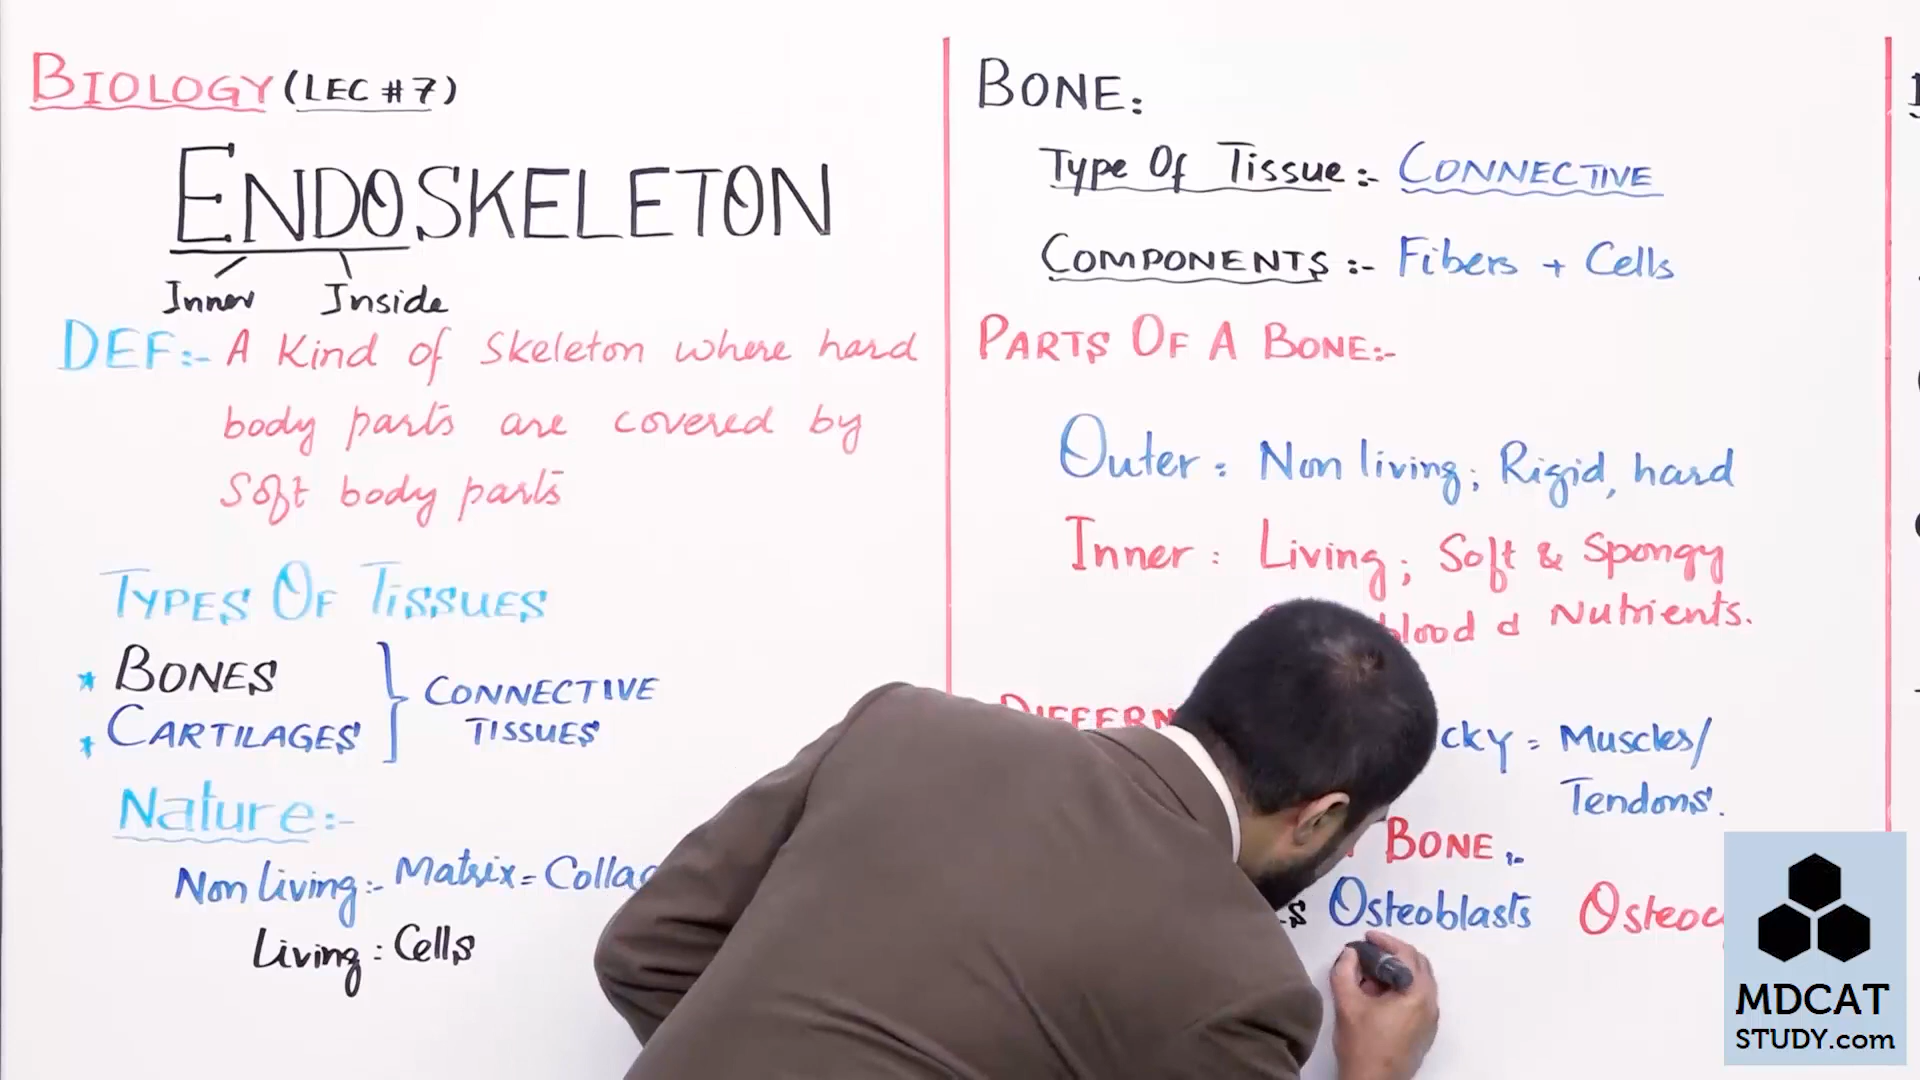 BIOLOGY (LEC # 7)
ENDOSKELETON
Inner Inside
DEF:- A Kind of Skeleton where hard
body parts are covered by
Soft body parts
TYPES OF TISSUES
* BONES
* CARTILAGES
CONNECTIVE
TISSUES
Nature:-
Non Living:- Matrix=
Living: Cells
BONE:
Type Of Tissue:- CONNECTIVE
COMPONENTS:- Fibers + Cells
PARTS OF A BONE:-
Outer: Non living; Rigid, hard
Inner: Living; Soft & Spongy
blood & Nutrients.
= Muscles/
Tendons.
BONE:-
Osteoblasts
MDCAT
STUDY.com